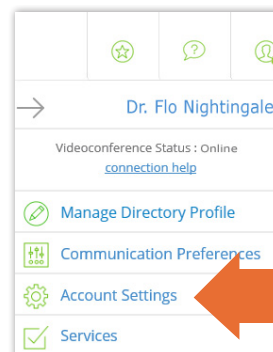 Dr. Flo Nightingale
Videoconference Status : Online
connection help
Manage Directory Profile
Communication Preferences
Account Settings
Services